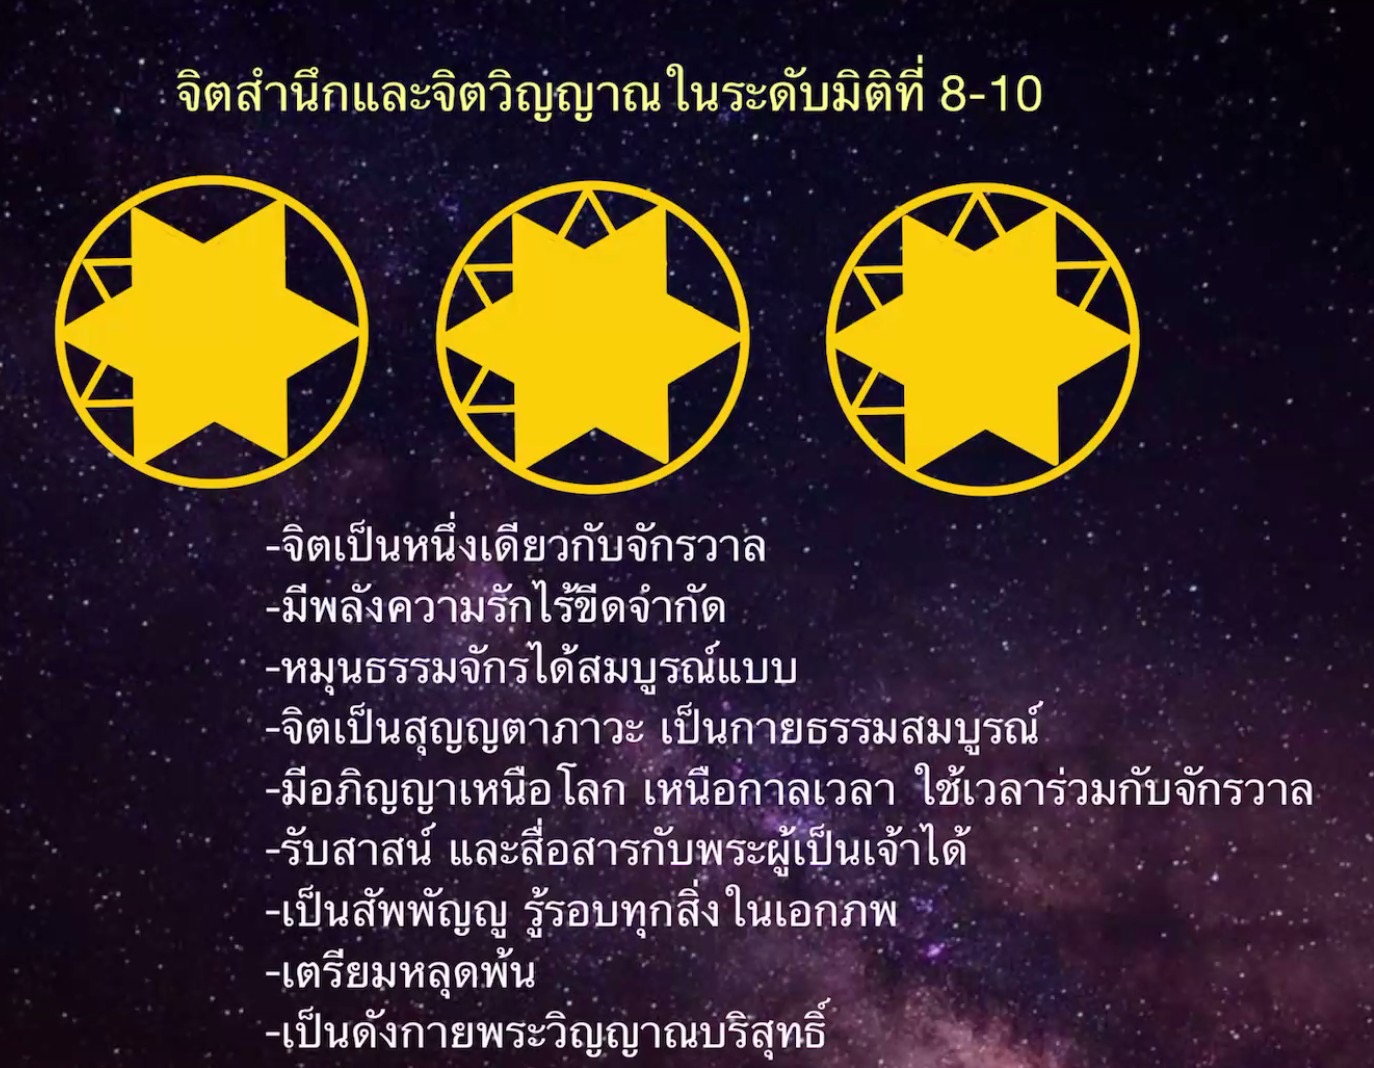 จิตสำนึกและจิตวิญญาณในระดับมิติที่ 8-10
-จิตเป็นหนึ่งเดียวกับจักรวาล
-มีพลังความรักไร้ขีดจำกัด
-หมุนธรรมจักรได้สมบูรณ์แบบ
-จิตเป็นสุญญตาภาวะ เป็นกายธรรมสมบูรณ์
-มีอภิญญาเหนือโลก เหนือกาลเวลา ใช้เวลาร่วมกับจักรวาล
-รับสาสน์ และสื่อสารกับพระผู้เป็นเจ้าได้
-เป็นสัพพัญญู รู้รอบทุกสิ่งในเอกภพ
-เตรียมหลุดพ้น
-เป็นดังกายพระวิญญาณบริสุทธิ์